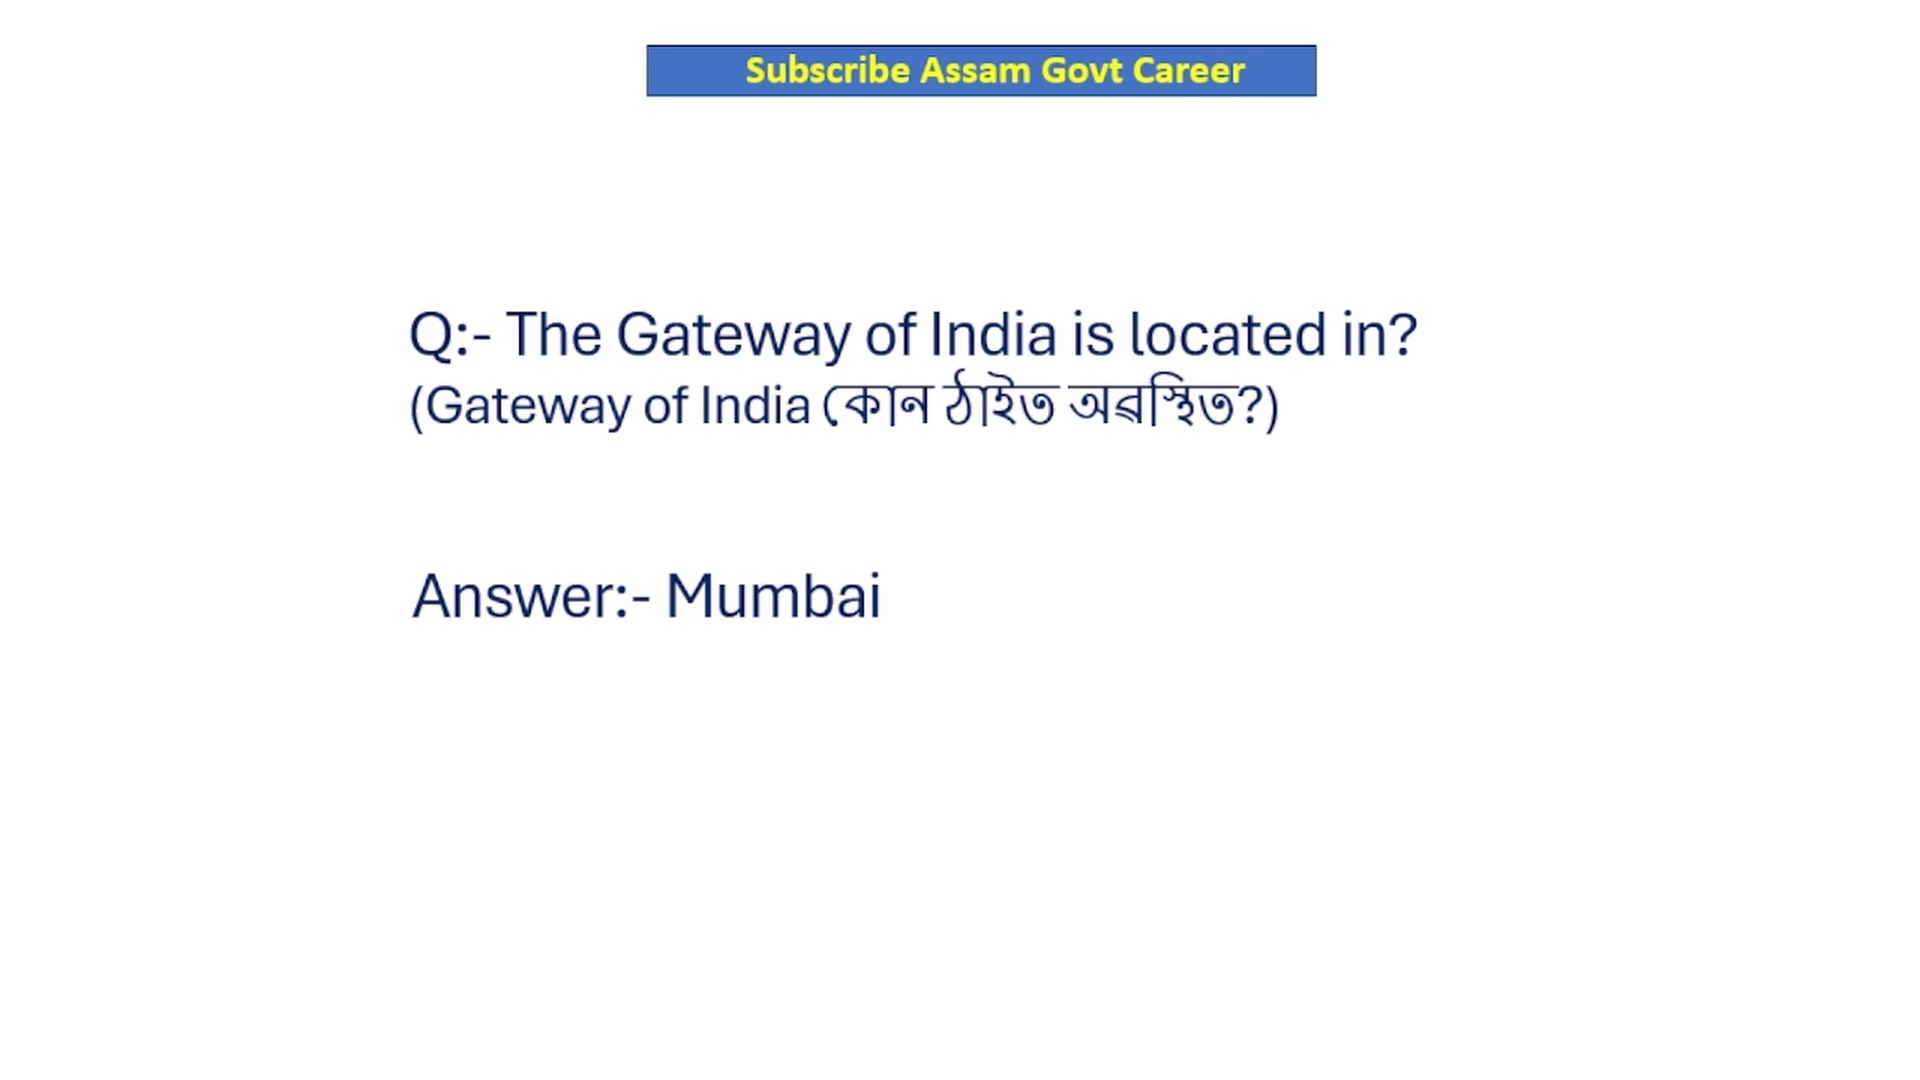 Subscribe Assam Govt Career
Q:- The Gateway of India is located in?
(Gateway of India কোন ঠাইত অৱস্থিত?)
Answer:- Mumbai